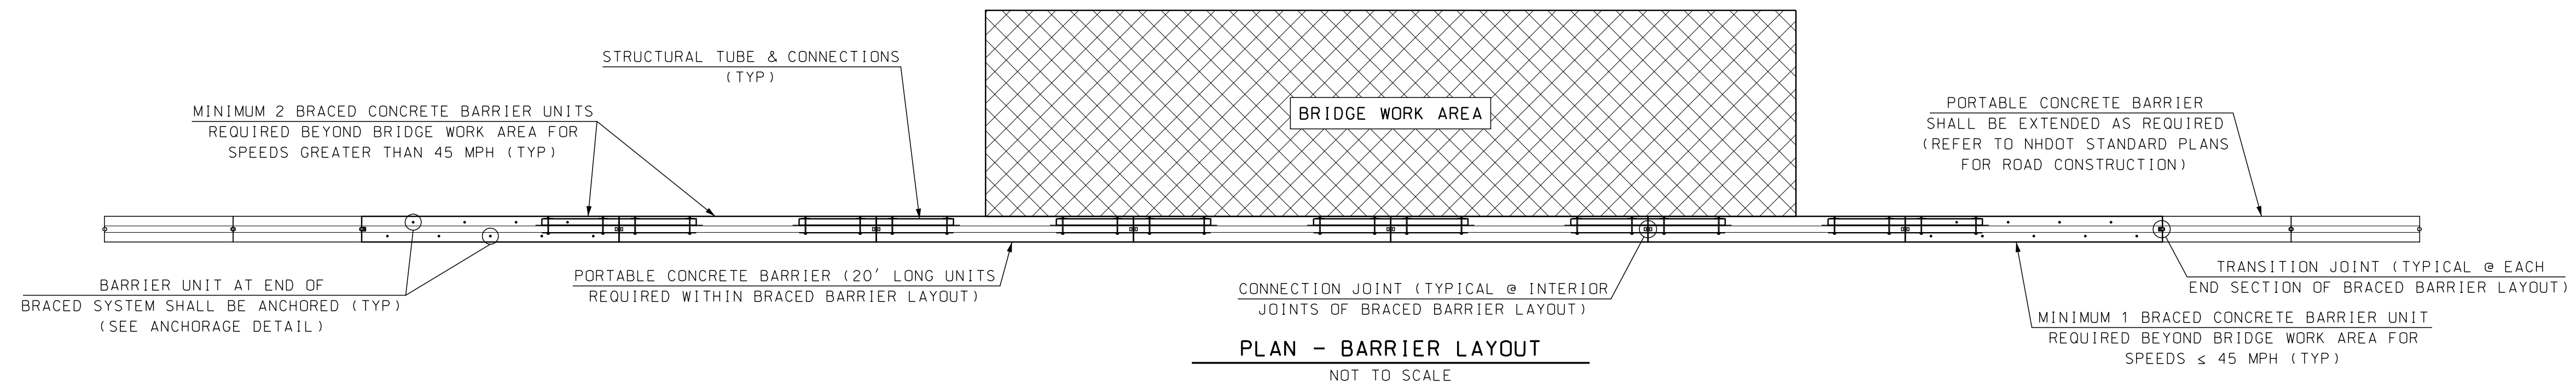 STRUCTURAL TUBE & CONNECTIONS
(TYP)
MINIMUM 2 BRACED CONCRETE BARRIER UNITS
REQUIRED BEYOND BRIDGE WORK AREA FOR
SPEEDS GREATER THAN 45 MPH (TYP)
BRIDGE WORK AREA
PORTABLE CONCRETE BARRIER
SHALL BE EXTENDED AS REQUIRED
(REFER TO NHDOT STANDARD PLANS
FOR ROAD CONSTRUCTION)
BARRIER UNIT AT END OF
BRACED SYSTEM SHALL BE ANCHORED (TYP)
(SEE ANCHORAGE DETAIL)
PORTABLE CONCRETE BARRIER (20' LONG UNITS
REQUIRED WITHIN BRACED BARRIER LAYOUT)
CONNECTION JOINT (TYPICAL @ INTERIOR
JOINTS OF BRACED BARRIER LAYOUT)
TRANSITION JOINT (TYPICAL @ EACH
END SECTION OF BRACED BARRIER LAYOUT)
MINIMUM 1 BRACED CONCRETE BARRIER UNIT
REQUIRED BEYOND BRIDGE WORK AREA FOR
SPEEDS ≤ 45 MPH (TYP)
PLAN - BARRIER LAYOUT
NOT TO SCALE